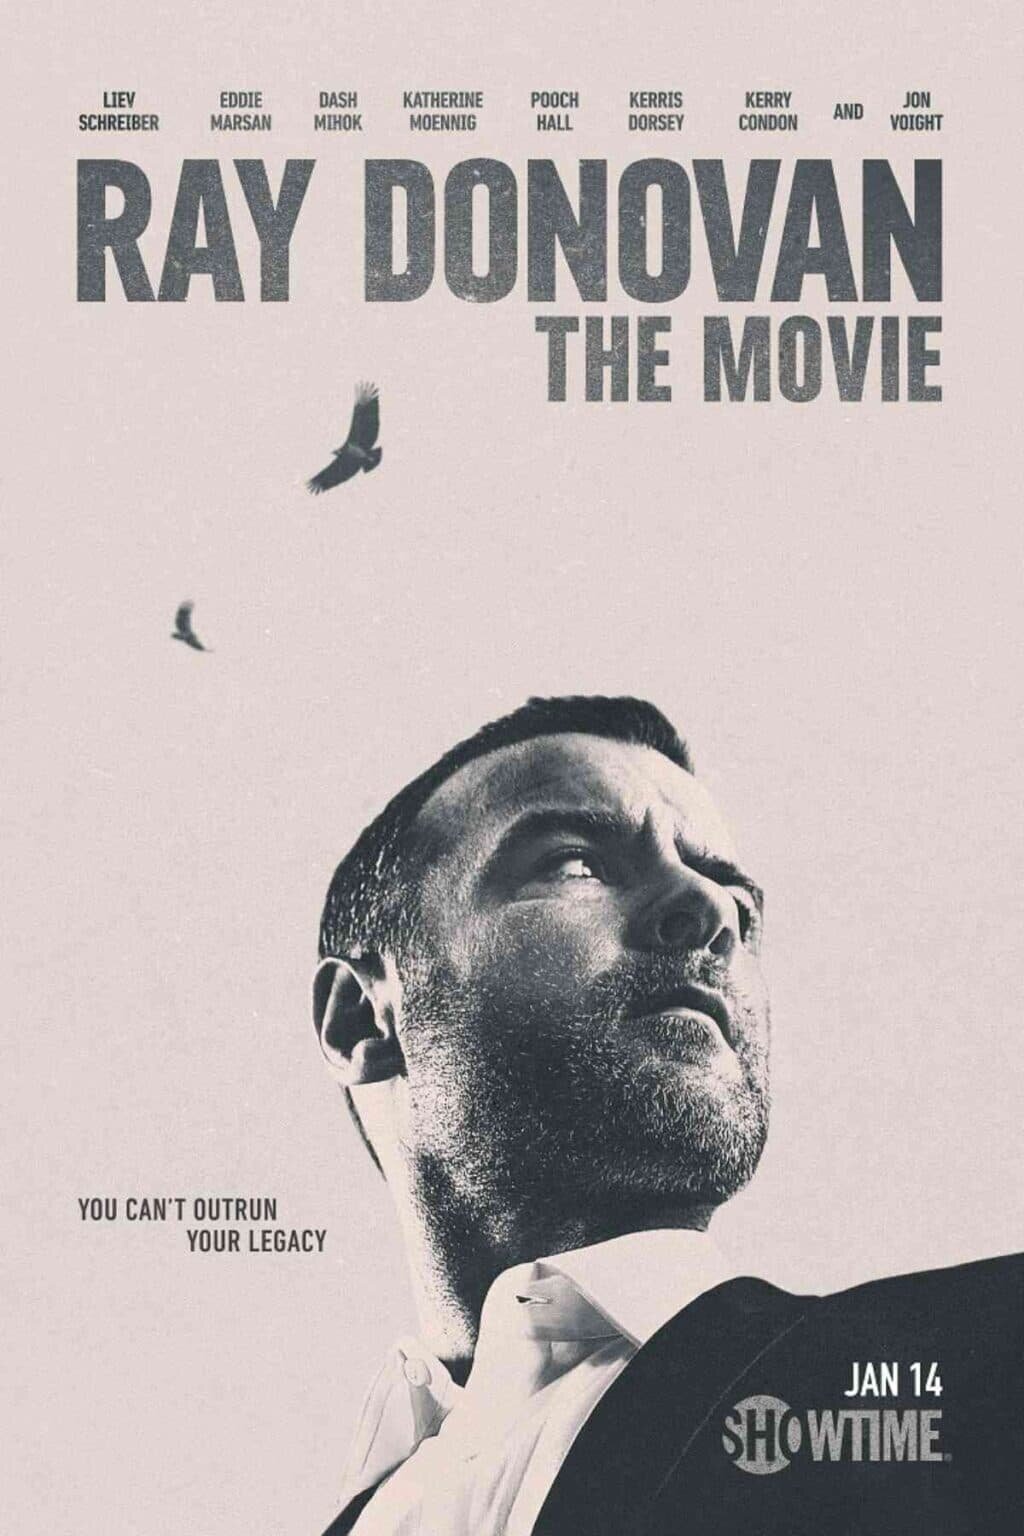 LIEV SCHREIBER
EDDIE MARSAN
DASH MIHOK
KATHERINE MOENNIG
POOCH HALL
KERRIS DORSEY
KERRY CONDON
AND
JON VOIGHT
RAY DONOVAN
THE MOVIE
YOU CAN'T OUTRUN
YOUR LEGACY
JAN 14
SHOWTIME